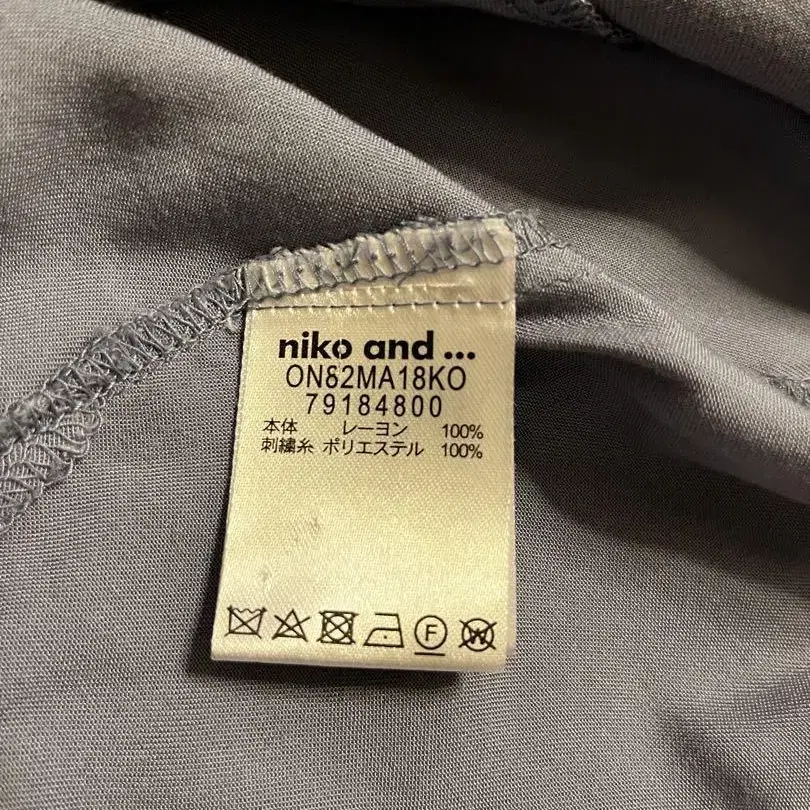 niko and ...
ON82MA18KO
79184800
本体 レーヨン 100%
刺繍糸 ポリエステル 100%
F W